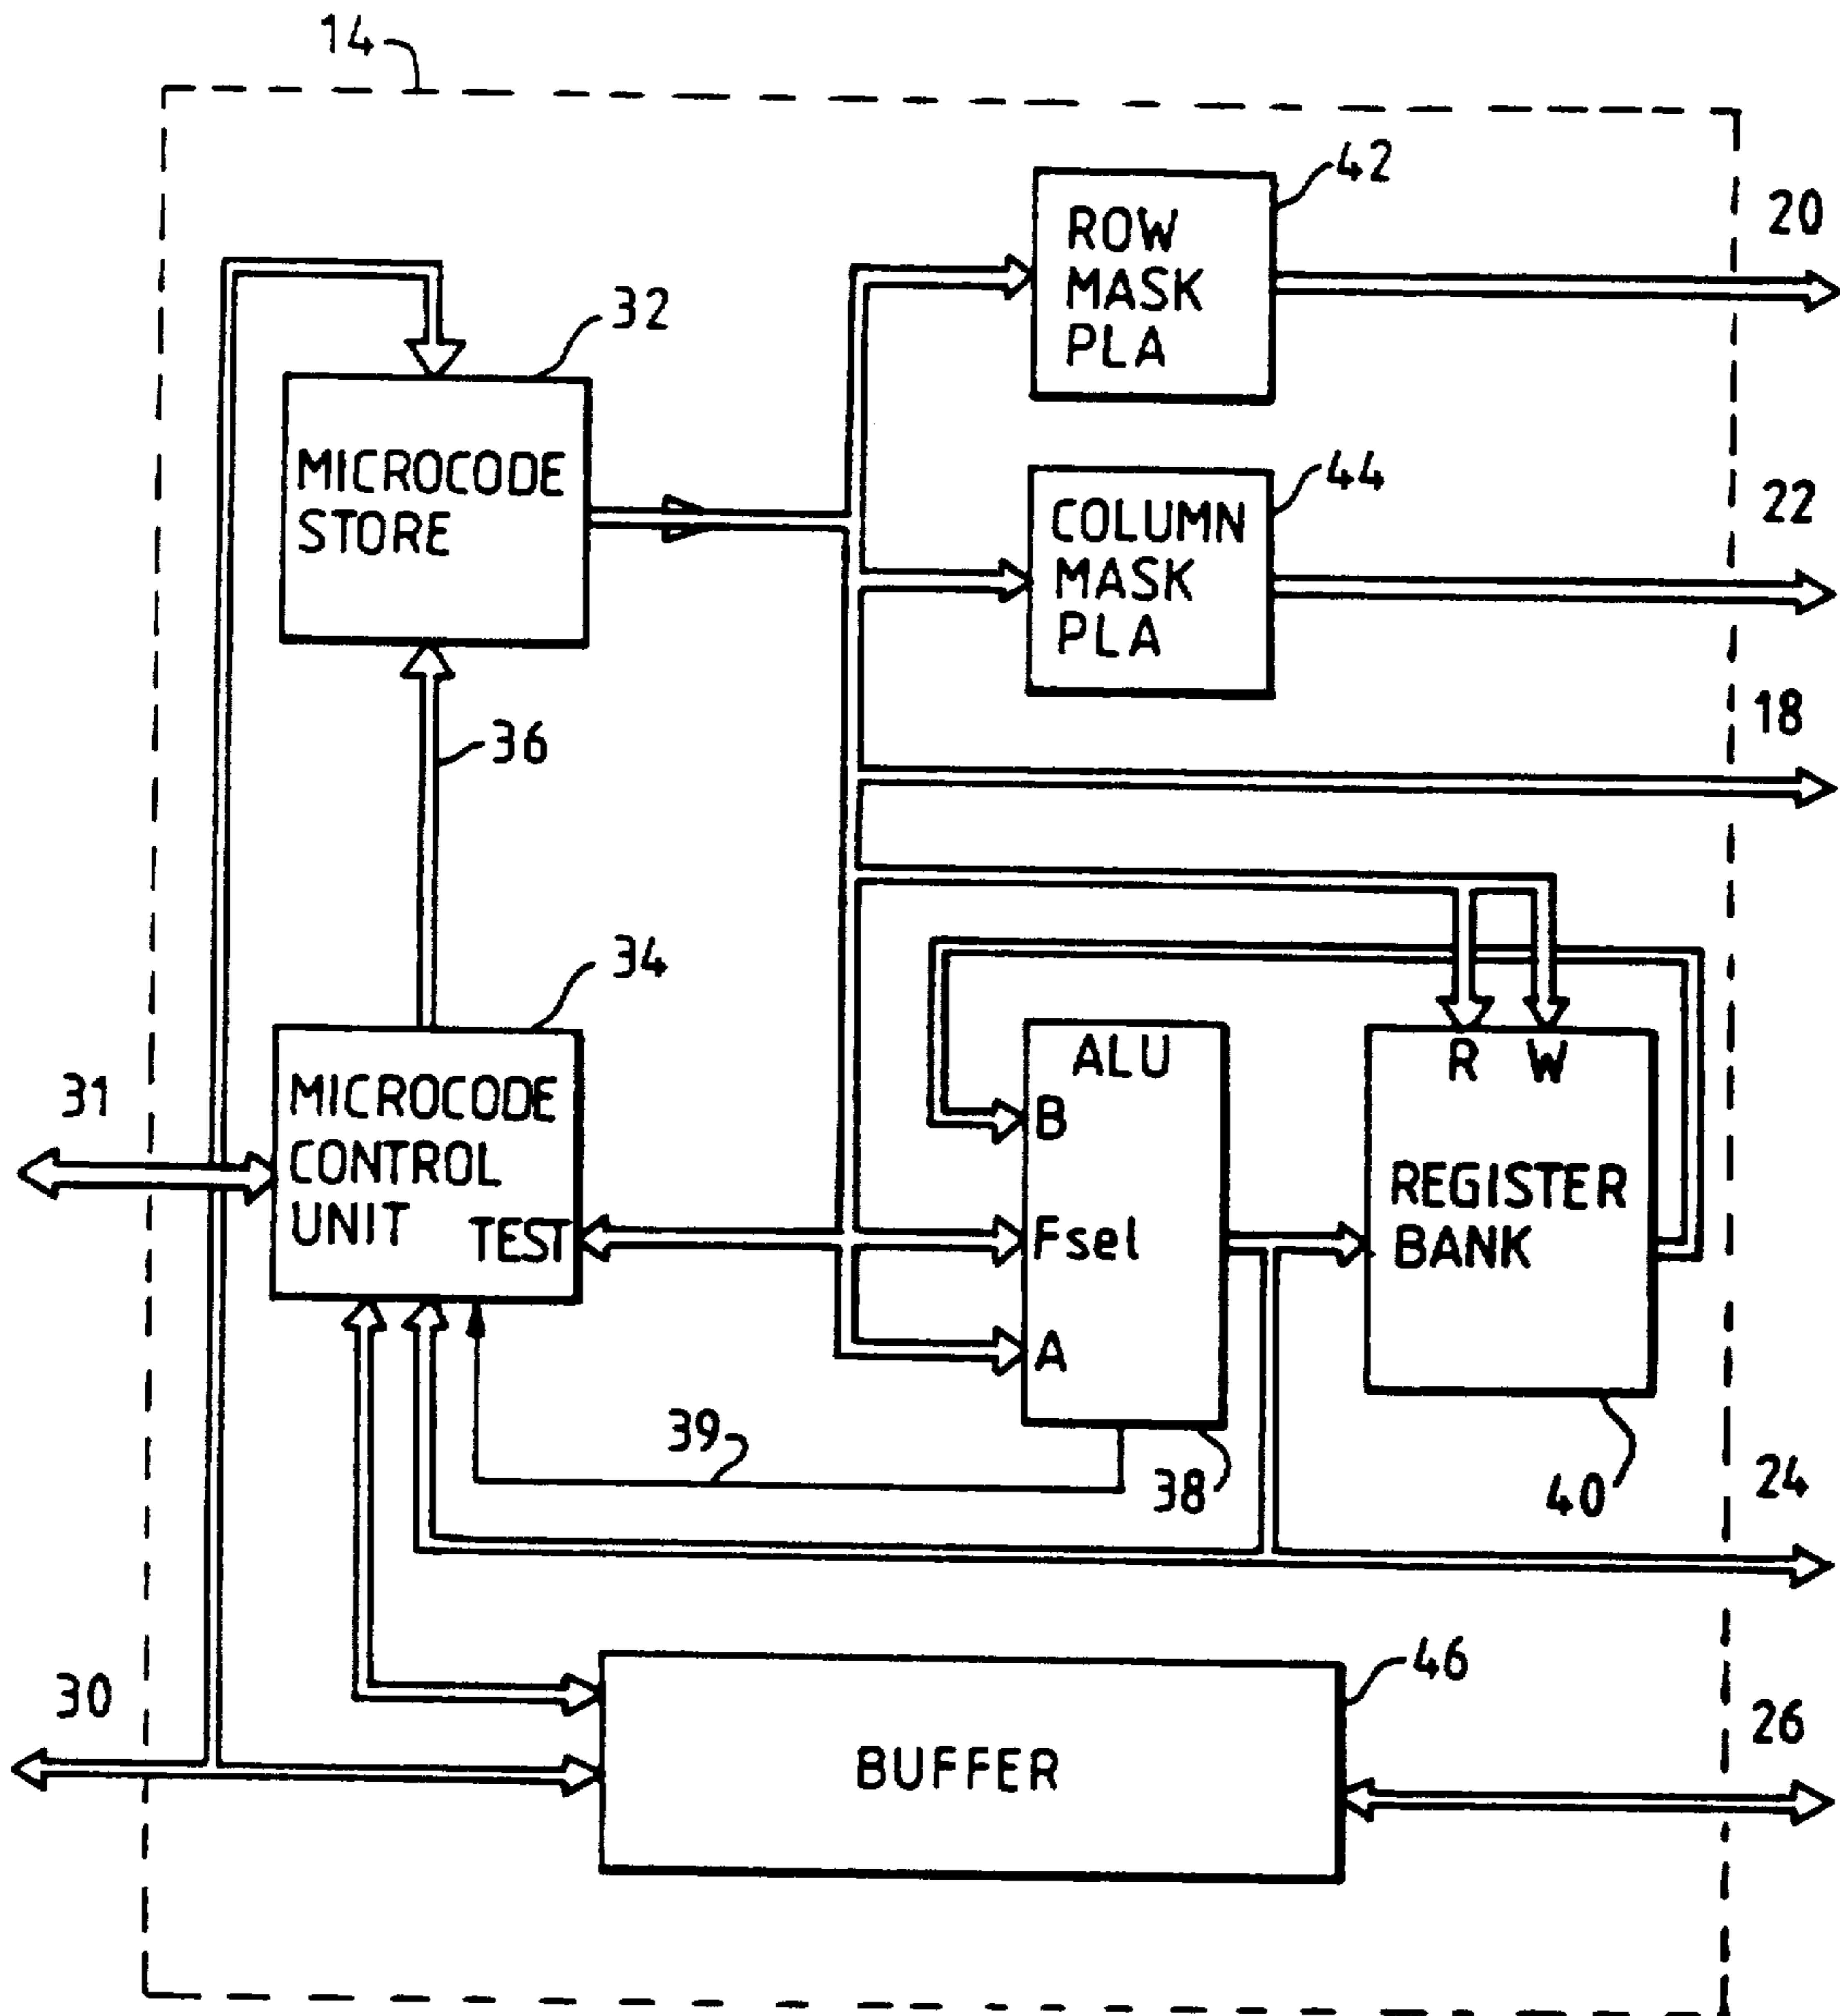 14
42
ROW
MASK
PLA
20
32
MICROCODE
STORE
44
COLUMN
MASK
PLA
22
18
36
34
MICROCODE
CONTROL
UNIT
TEST
31
ALU
B
Fsel
A
R W
REGISTER
BANK
39
38
40
24
30
46
BUFFER
26